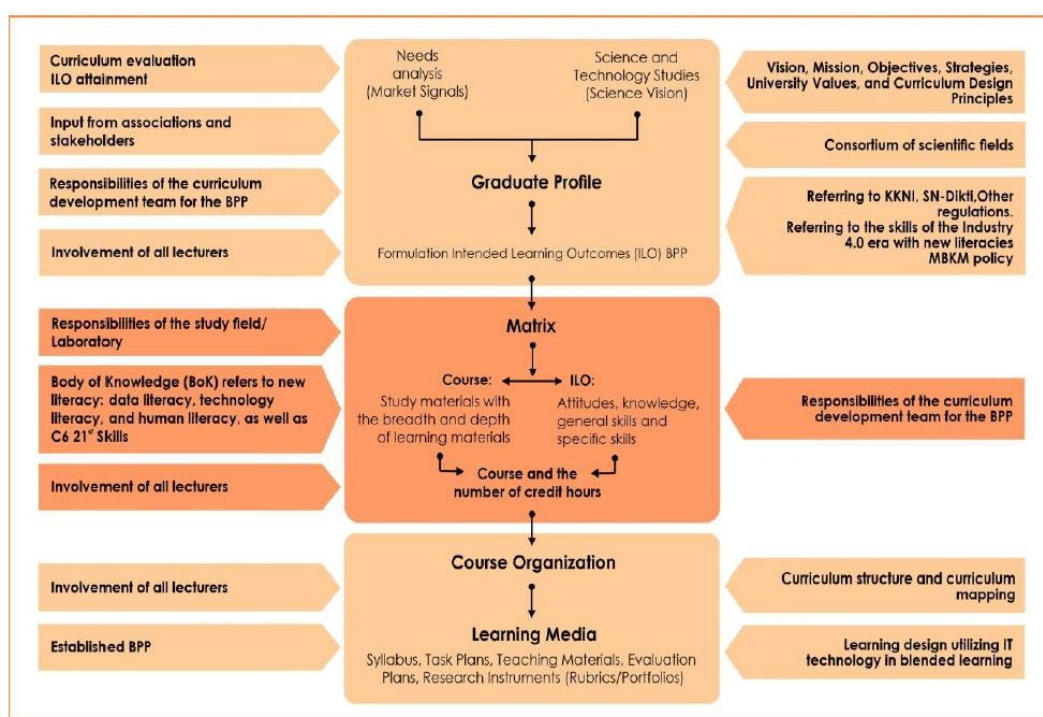 Curriculum evaluation
ILO attainment
Input from associations and
stakeholders
Responsibilities of the curriculum
development team for the BPP
Involvement of all lecturers
Needs
analysis
(Market Signals)
Science and
Technology Studies
(Science Vision)
Graduate Profile
Formulation Intended Learning Outcomes (ILO) BPP
Vision, Mission, Objectives, Strategies,
University Values, and Curriculum Design
Principles
Consortium of scientific fields
Referring to KKNI, SN-Dikti,Other
regulations.
Referring to the skills of the Industry
4.0 era with new literacies
MBKM policy
Responsibilities of the study field/
Laboratory
Body of Knowledge (BoK) refers to new
literacy: data literacy, technology
literacy, and human literacy, as well as
C6 21st Skills
Involvement of all lecturers
Matrix
Course:
Study materials with
the breadth and depth
of learning materials
ILO:
Attitudes, knowledge,
general skills and
specific skills
Course and the
number of credit hours
Responsibilities of the curriculum
development team for the BPP
Involvement of all lecturers
Established BPP
Course Organization
Learning Media
Syllabus, Task Plans, Teaching Materials, Evaluation
Plans, Research Instruments (Rubrics/Portfolios)
Curriculum structure and curriculum
mapping
Learning design utilizing IT
technology in blended learning